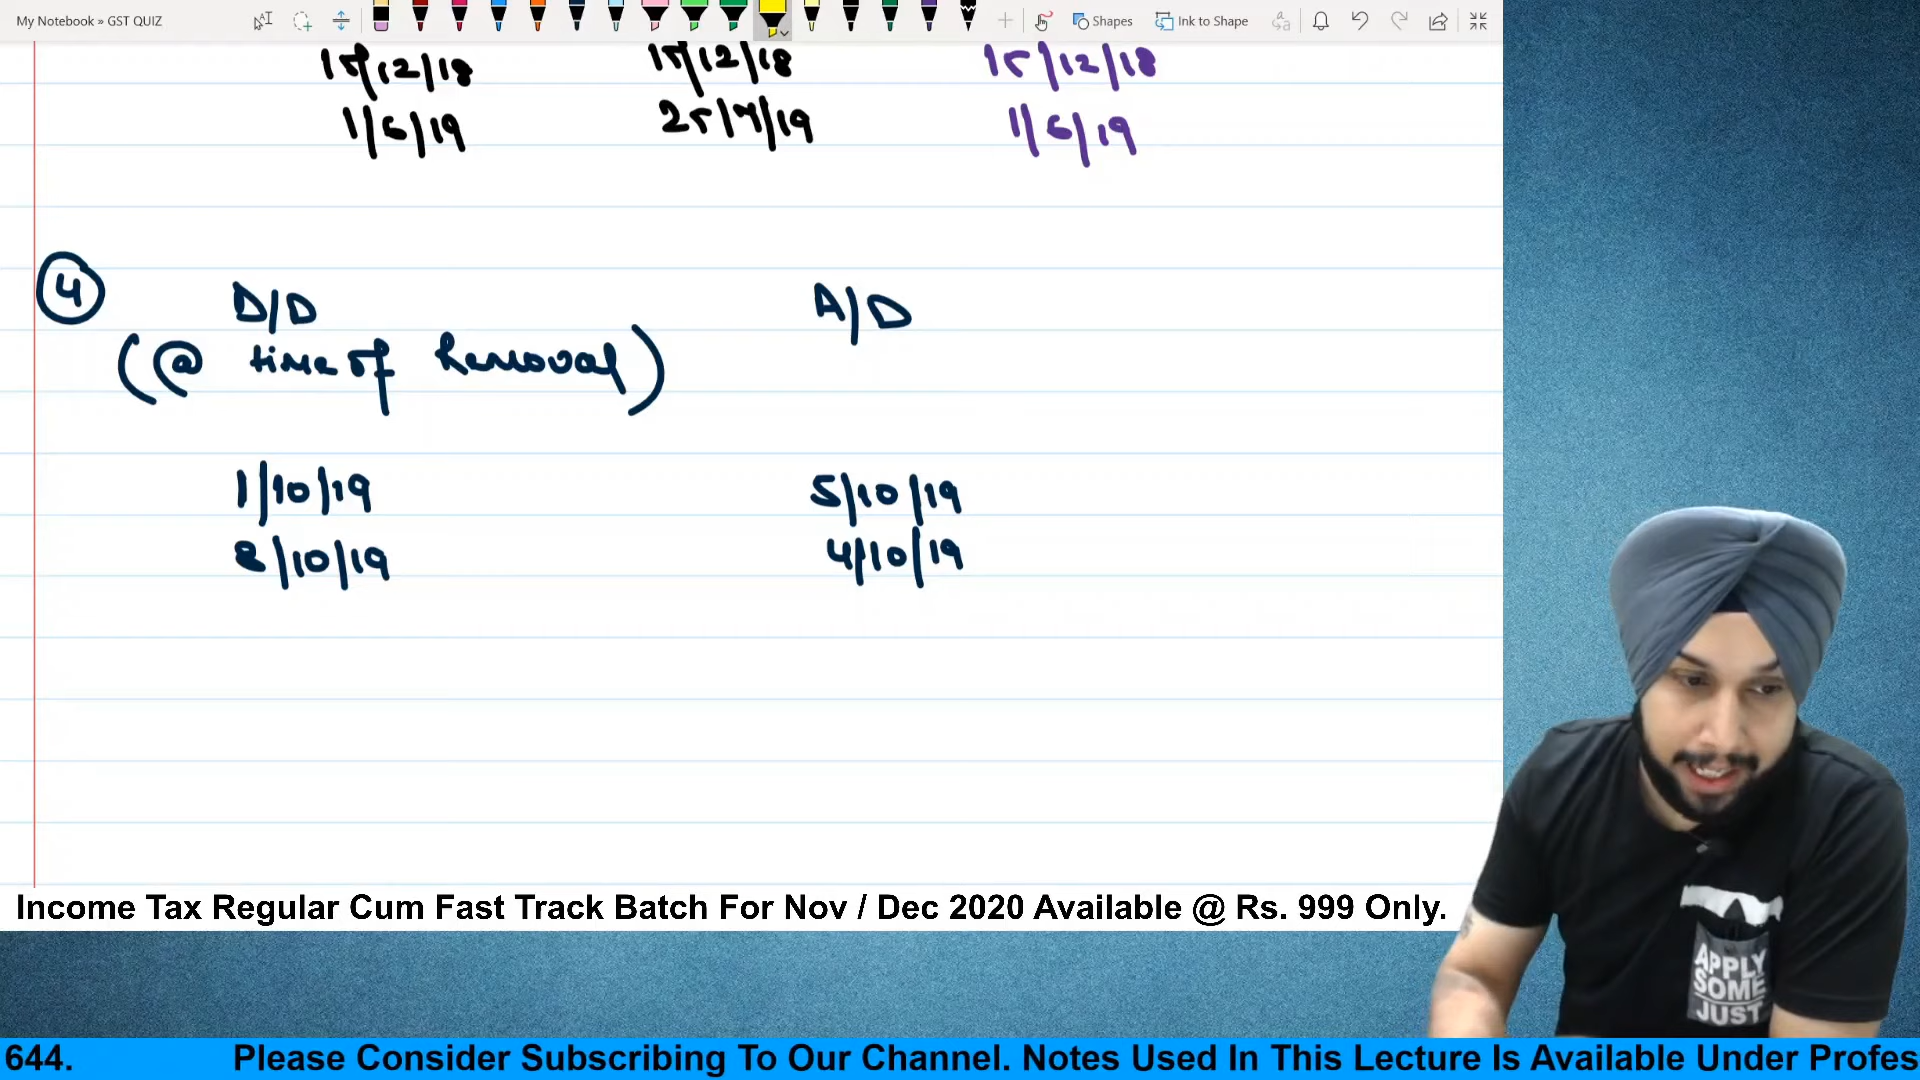 My Notebook » GST QUIZ
Shapes
Ink to Shape
15/12/18 15/12/18 15/12/18
1/6/19 25/7/19 1/6/19
4
D/D A/D
(@ time of Removal)
1/10/19 5/10/19
8/10/19 4/10/19
APPLY
SOME
JUST
Income Tax Regular Cum Fast Track Batch For Nov / Dec 2020 Available @ Rs. 999 Only.
644. Please Consider Subscribing To Our Channel. Notes Used In This Lecture Is Available Under Profes